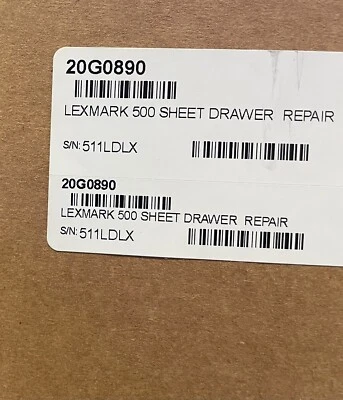 20G0890
LEXMARK 500 SHEET DRAWER REPAIR
S/N: 511LDLX
20G0890
LEXMARK 500 SHEET DRAWER REPAIR
S/N: 511LDLX